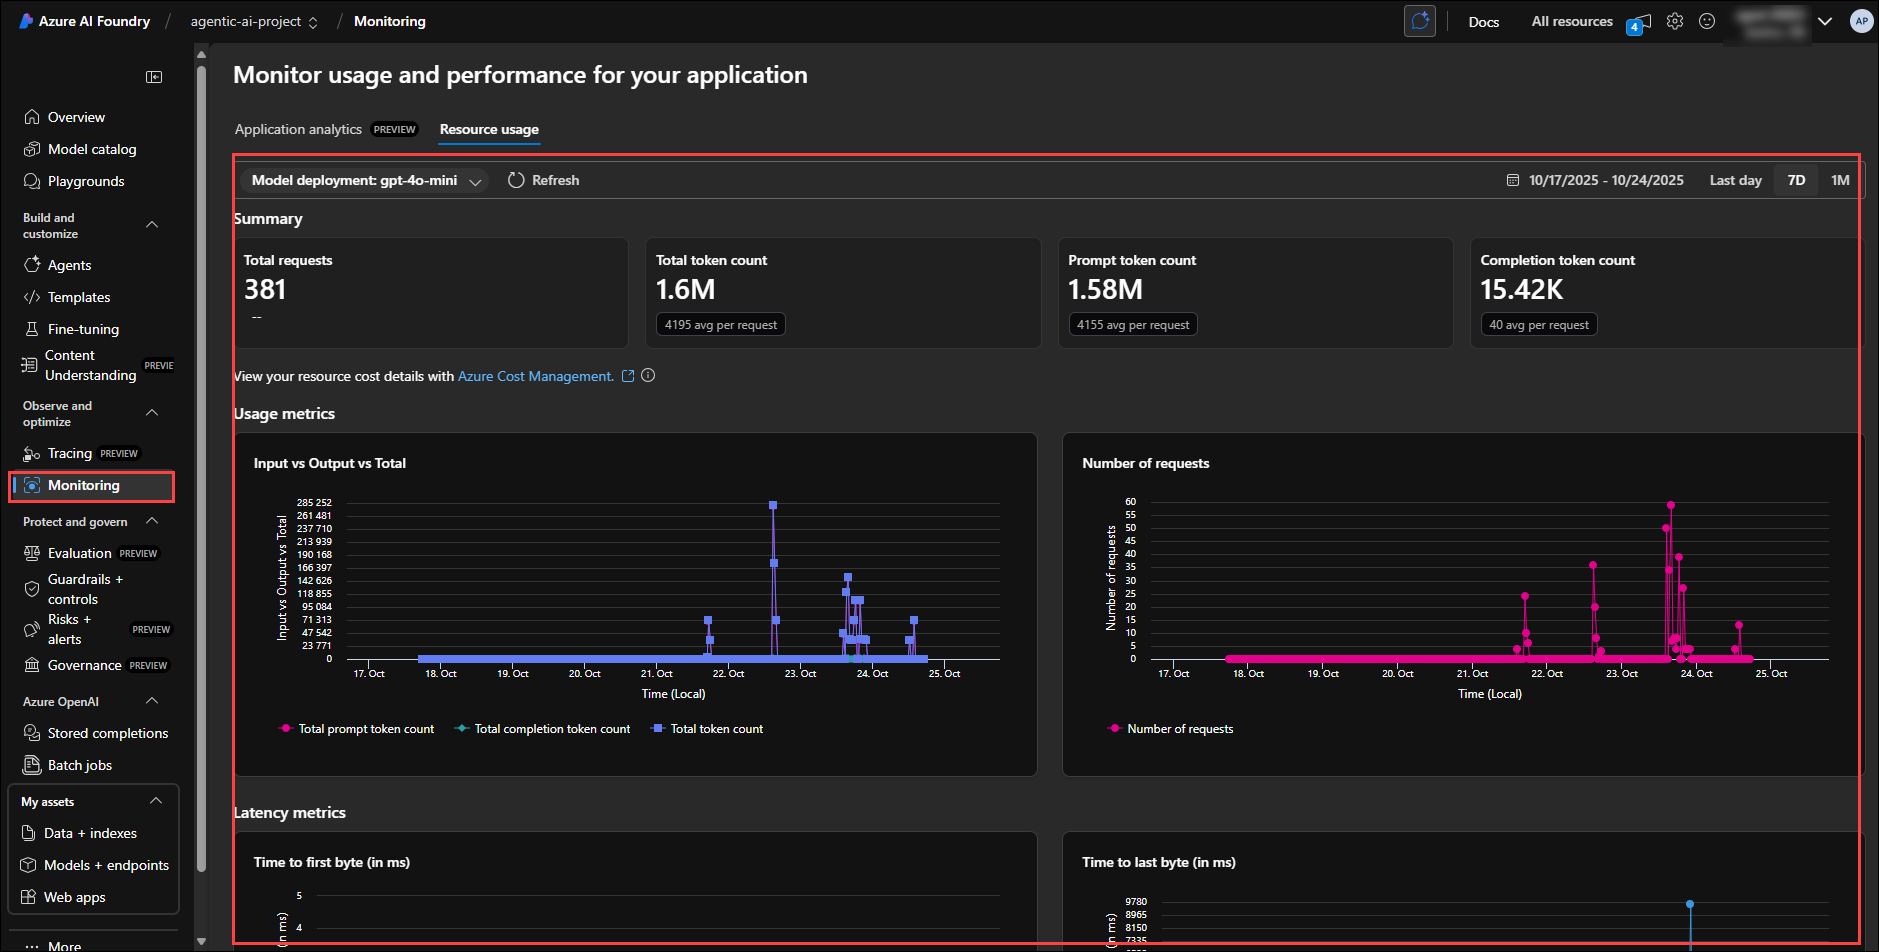 Azure AI Foundry / agentic-ai-project / Monitoring
Docs All resources 4 AP
Overview
Model catalog
Playgrounds
Build and
customize
Agents
Templates
Fine-tuning
Content
Understanding PREVIE
Observe and
optimize
Tracing PREVIEW
Monitoring
Protect and govern
Evaluation PREVIEW
Guardrails +
controls
Risks +
alerts PREVIEW
Governance PREVIEW
Azure OpenAI
Stored completions
Batch jobs
My assets
Data + indexes
Models + endpoints
Web apps
... More
Monitor usage and performance for your application
Application analytics PREVIEW Resource usage
Model deployment: gpt-4o-mini Refresh 10/17/2025 - 10/24/2025 Last day 7D 1M
Summary
Total requests
381
--
Total token count
1.6M
4195 avg per request
Prompt token count
1.58M
4155 avg per request
Completion token count
15.42K
40 avg per request
View your resource cost details with Azure Cost Management.
Usage metrics
Input vs Output vs Total
Input vs Output vs Total
285 252
261 481
237 710
213 939
190 168
166 397
142 626
118 855
95 084
71 313
47 542
23 771
0
17. Oct 18. Oct 19. Oct 20. Oct 21. Oct 22. Oct 23. Oct 24. Oct 25. Oct
Time (Local)
Total prompt token count Total completion token count Total token count
Number of requests
Number of requests
60
55
50
45
40
35
30
25
20
15
10
5
0
17. Oct 18. Oct 19. Oct 20. Oct 21. Oct 22. Oct 23. Oct 24. Oct 25. Oct
Time (Local)
Number of requests
Latency metrics
Time to first byte (in ms)
5
4
(in ms)
Time to last byte (in ms)
9780
8965
8150
7335
in ms)